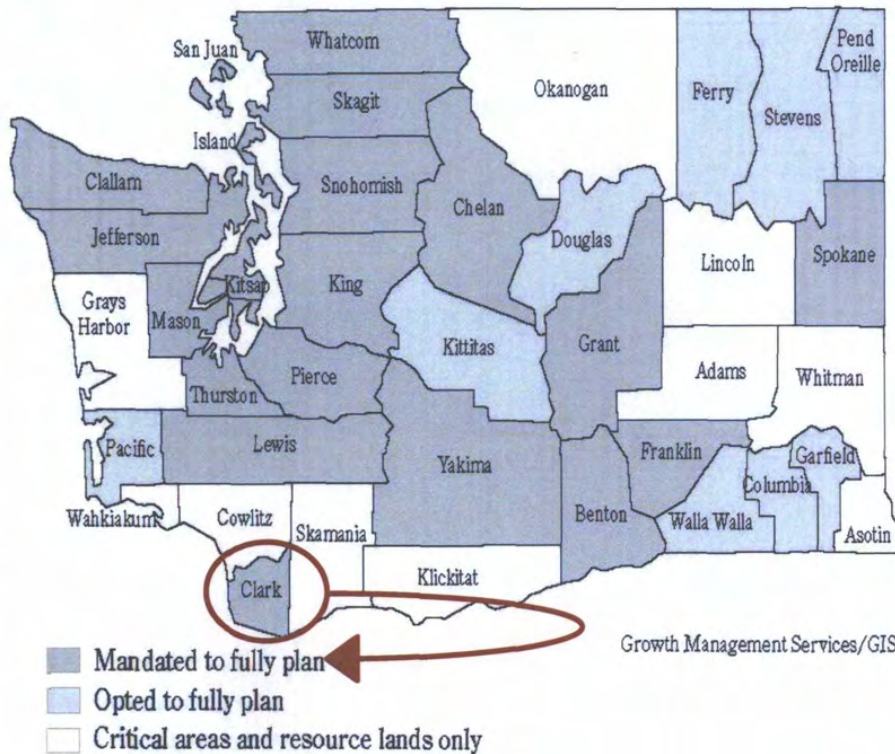 Whatcom
San Juan
Skagit
Okanogan
Ferry
Stevens
Pend
Oreille
Island
Snohomish
Clallam
Chelan
Jefferson
Douglas
Kitsap
King
Lincoln
Spokane
Grays
Harbor
Mason
Kittitas
Grant
Pierce
Adams
Whitman
Thurston
Pacific
Lewis
Yakima
Franklin
Garfield
Columbia
Wahkiakum
Cowlitz
Skamania
Benton
Walla Walla
Asotin
Clark
Klickitat
Growth Management Services/GIS
Mandated to fully plan
Opted to fully plan
Critical areas and resource lands only